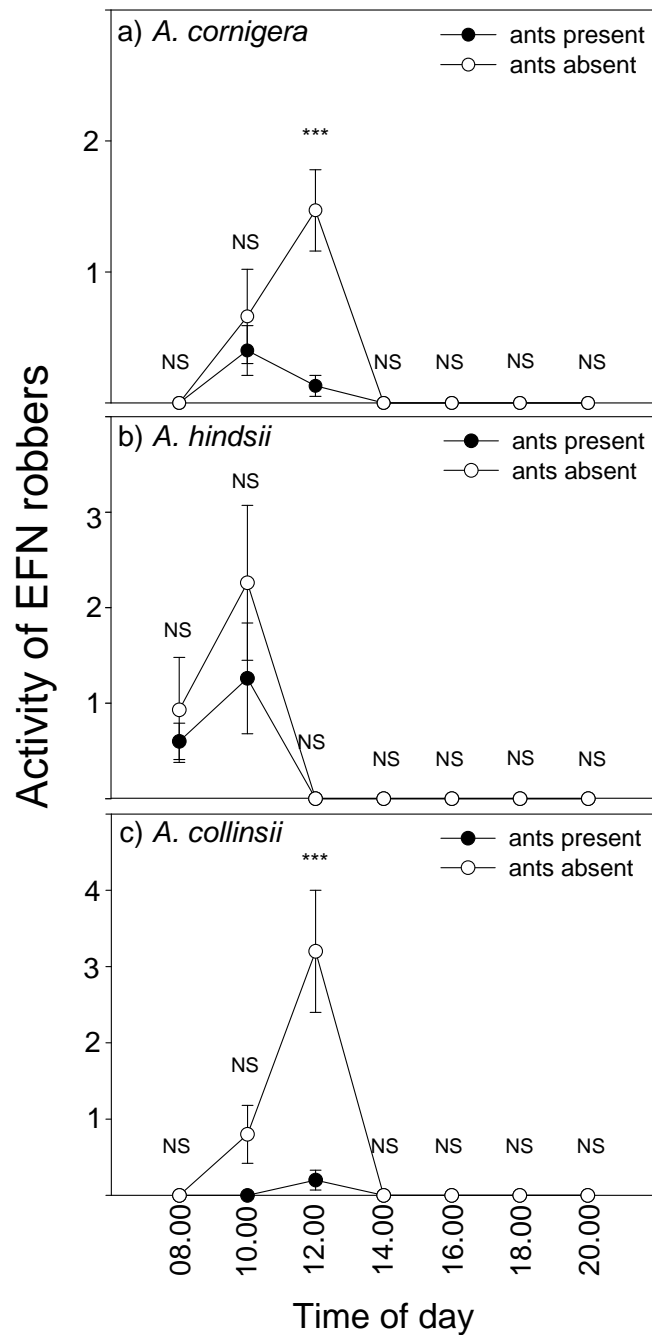 Activity of EFN robbers
a) A. cornigera
ants present
ants absent
***
2
NS
1
NS
NS
NS
NS
NS
b) A. hindsii
ants present
ants absent
NS
3
2
NS
1
NS
NS
NS
NS
NS
c) A. collinsii
ants present
ants absent
***
4
3
2
NS
1
NS
NS
NS
NS
NS
08.00
10.00
12.00
14.00
16.00
18.00
20.00
Time of day